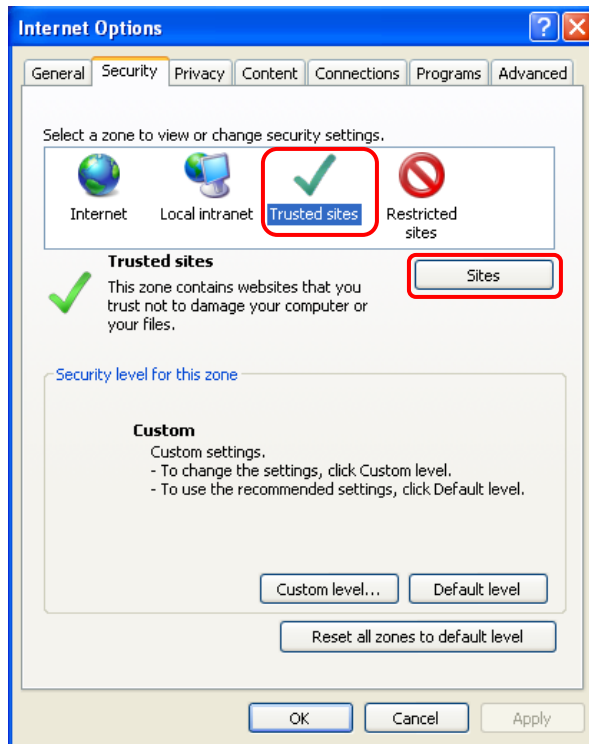 Internet Options
General Security Privacy Content Connections Programs Advanced
Select a zone to view or change security settings.
Internet Local intranet Trusted sites Restricted
sites
Trusted sites
Sites
This zone contains websites that you
trust not to damage your computer or
your files.
Security level for this zone
Custom
Custom settings.
- To change the settings, click Custom level.
- To use the recommended settings, click Default level.
Custom level... Default level
Reset all zones to default level
OK Cancel Apply